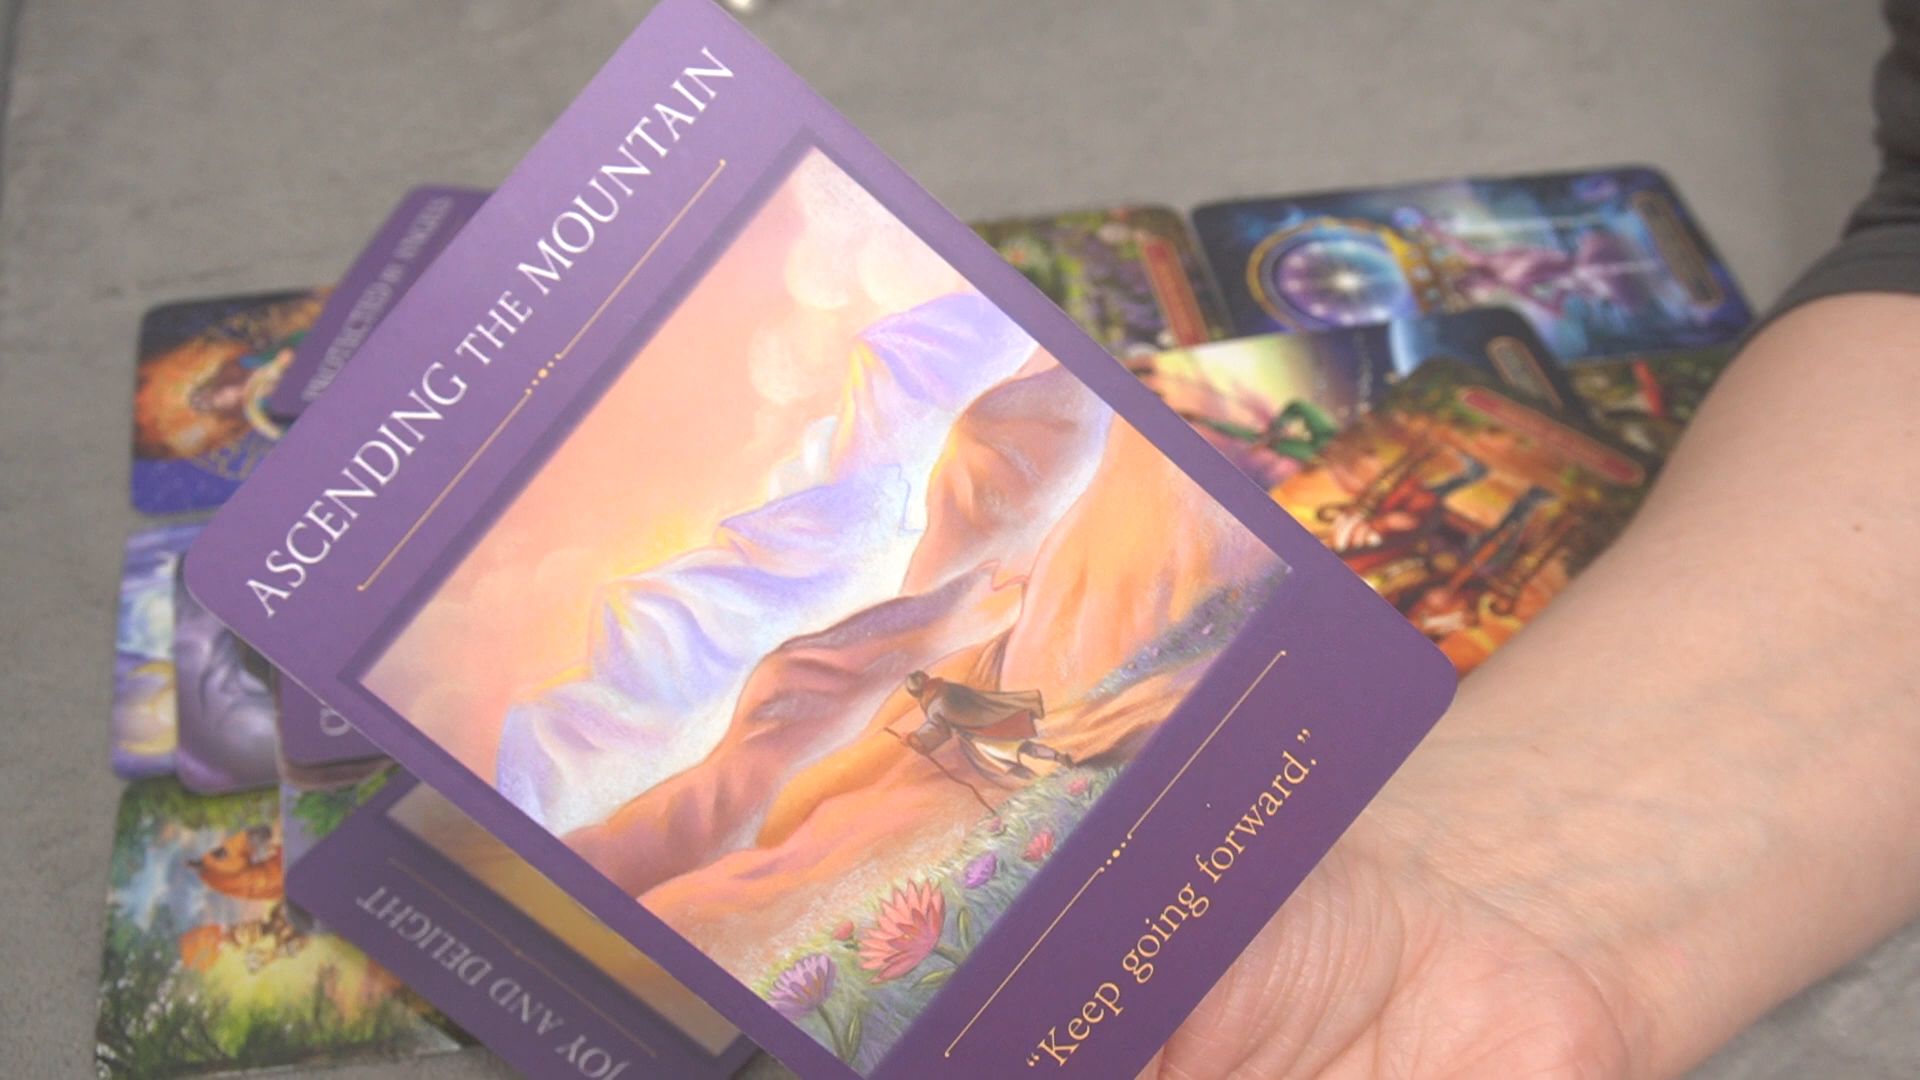 ASCENDING THE MOUNTAIN
“Keep going forward.”
JOY AND DELIGHT